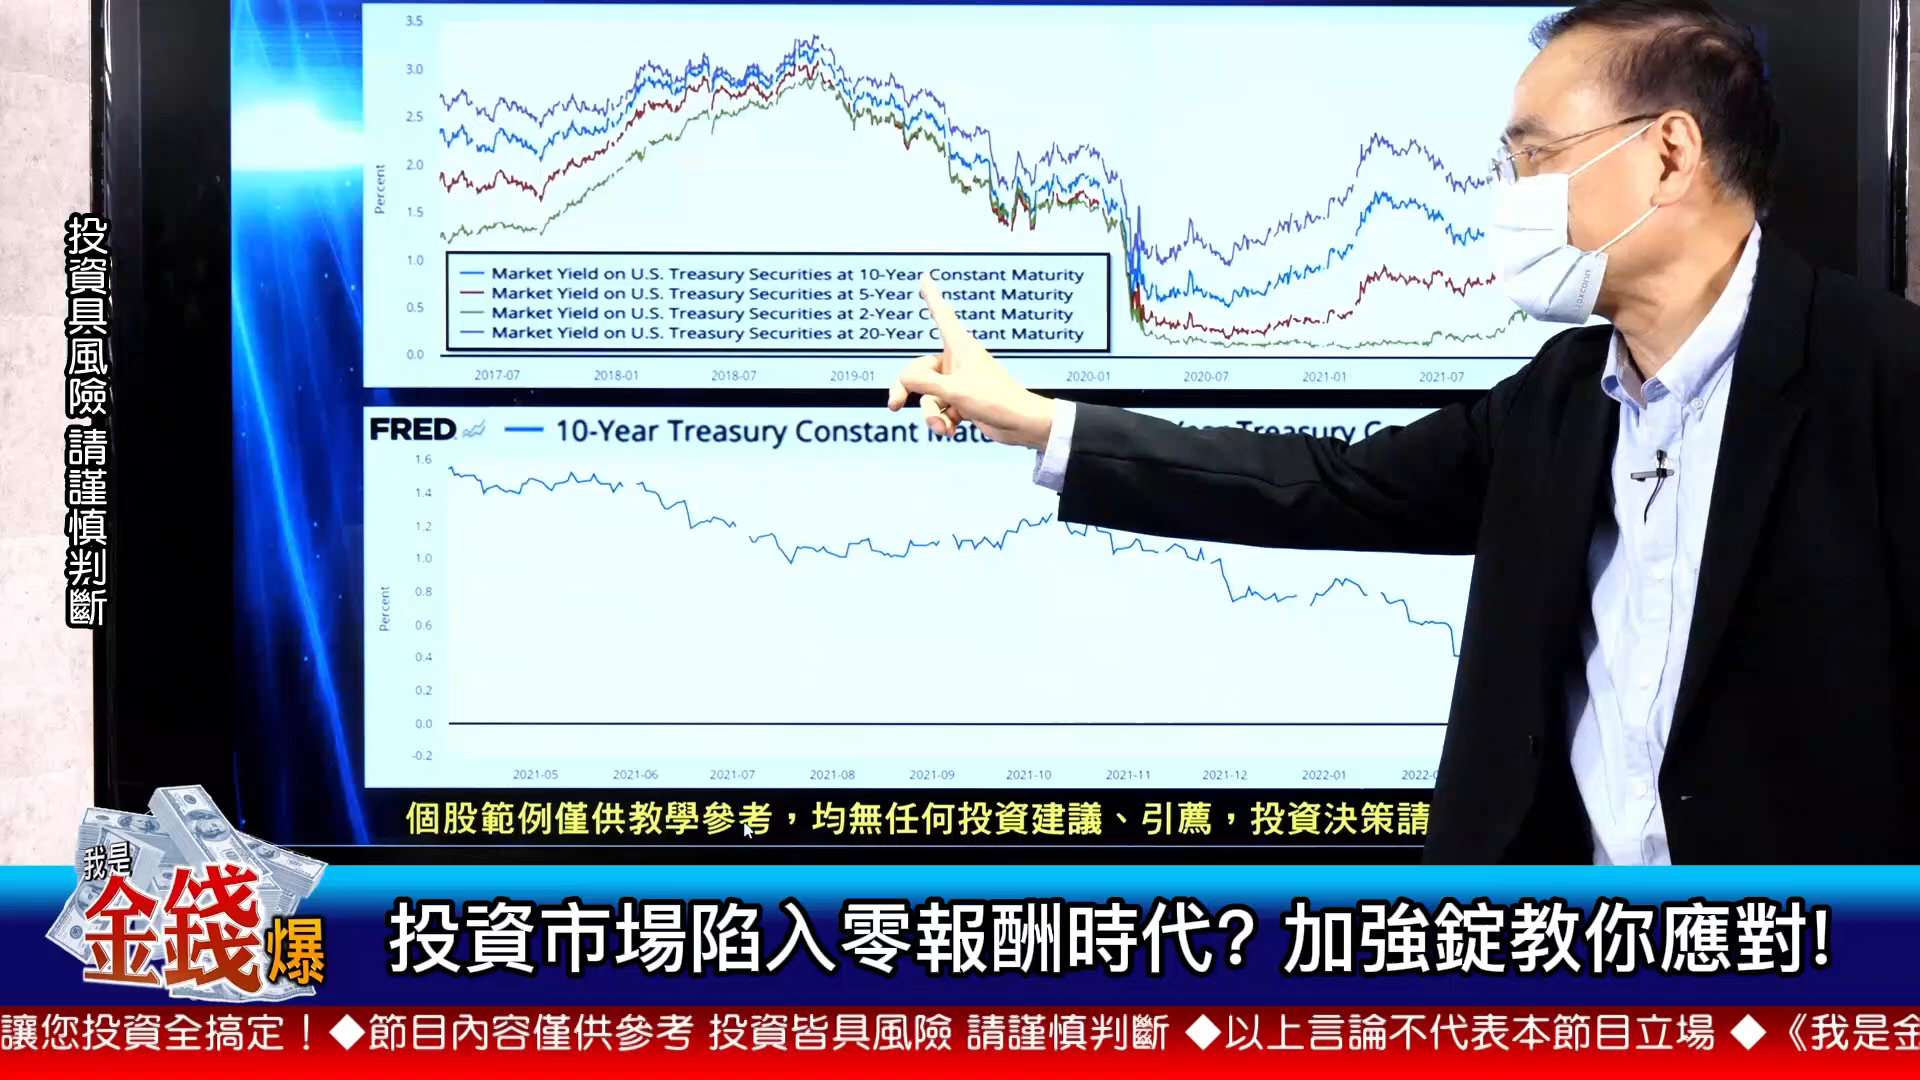 投資具風險 請謹慎判斷
3.5
3.0
2.5
2.0
1.5
1.0
0.5
0.0
Percent
Market Yield on U.S. Treasury Securities at 10-Year Constant Maturity
Market Yield on U.S. Treasury Securities at 5-Year Constant Maturity
Market Yield on U.S. Treasury Securities at 2-Year Constant Maturity
Market Yield on U.S. Treasury Securities at 20-Year Constant Maturity
2017-07 2018-01 2018-07 2019-01 2020-01 2020-07 2021-01 2021-07
FRED 10-Year Treasury Constant Treasury
1.6
1.4
1.2
1.0
0.8
0.6
0.4
0.2
0.0
-0.2
Percent
2021-05 2021-06 2021-07 2021-08 2021-09 2021-10 2021-11 2021-12 2022-01
foxconn
個股範例僅供教學參考，均無任何投資建議、引薦，投資決策請
我是
金錢爆
投資市場陷入零報酬時代? 加強錠教你應對!
讓您投資全搞定！◆節目內容僅供參考 投資皆具風險 請謹慎判斷 ◆以上言論不代表本節目立場 ◆《我是金